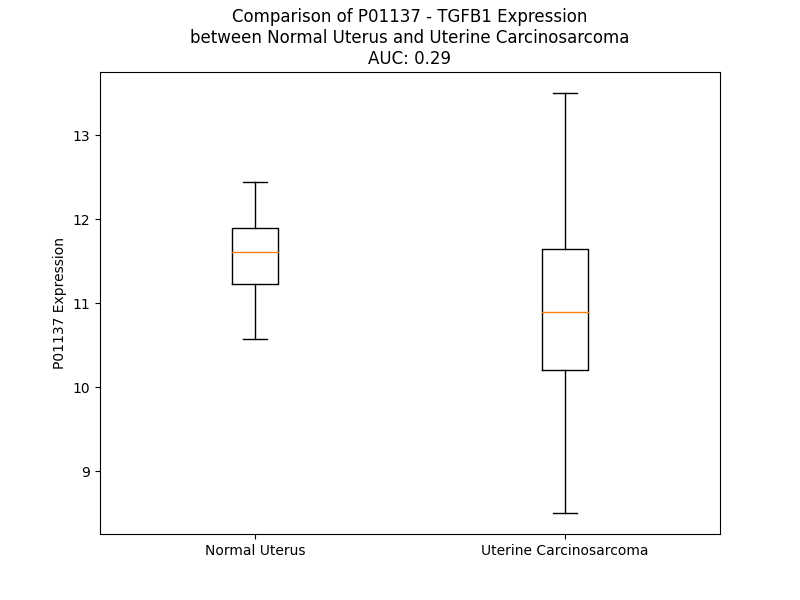 Comparison of P01137 - TGFB1 Expression
between Normal Uterus and Uterine Carcinosarcoma
AUC: 0.29
13
12
11
10
9
P01137 Expression
Normal Uterus
Uterine Carcinosarcoma